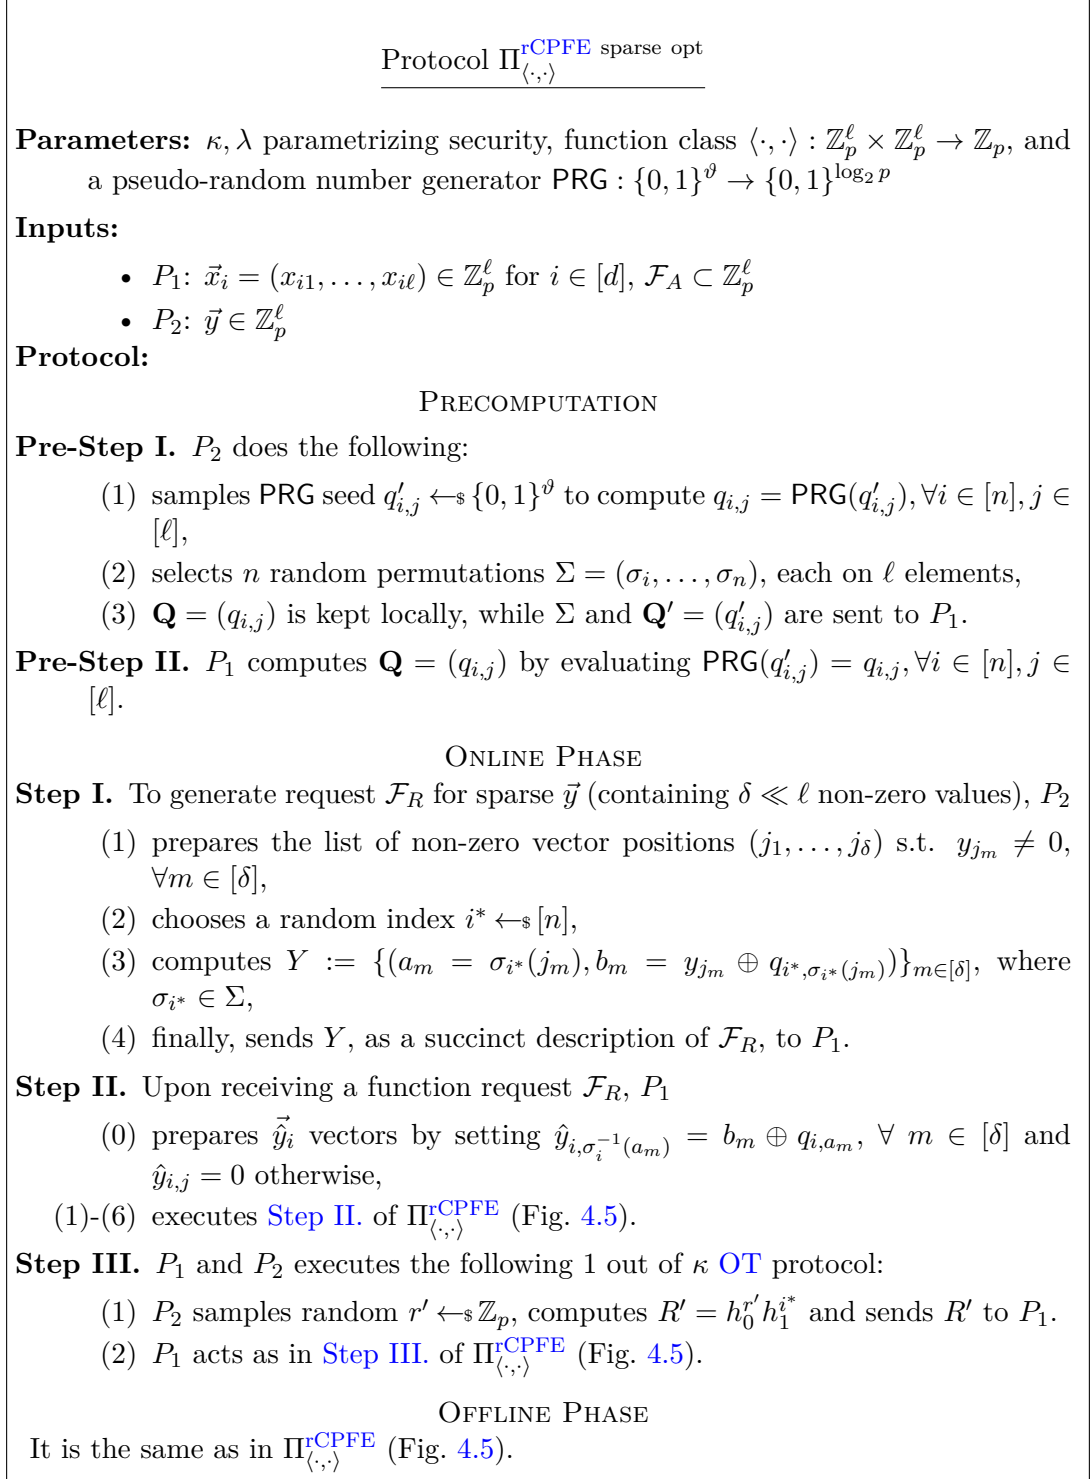 Protocol Π^{rCPFE sparse opt}_{⟨·,·⟩}
Parameters: κ, λ parametrizing security, function class ⟨·, ·⟩ : ℤ_p^ℓ × ℤ_p^ℓ → ℤ_p, and
a pseudo-random number generator PRG : {0, 1}^ϑ → {0, 1}^{log_2 p}
Inputs:
• P_1: \vec{x}_i = (x_{i1}, . . . , x_{iℓ}) ∈ ℤ_p^ℓ for i ∈ [d], ℱ_A ⊂ ℤ_p^ℓ
• P_2: \vec{y} ∈ ℤ_p^ℓ
Protocol:
Precomputation
Pre-Step I. P_2 does the following:
(1) samples PRG seed q'_{i,j} ←$ {0, 1}^ϑ to compute q_{i,j} = PRG(q'_{i,j}), ∀i ∈ [n], j ∈
[ℓ],
(2) selects n random permutations Σ = (σ_i, . . . , σ_n), each on ℓ elements,
(3) Q = (q_{i,j}) is kept locally, while Σ and Q' = (q'_{i,j}) are sent to P_1.
Pre-Step II. P_1 computes Q = (q_{i,j}) by evaluating PRG(q'_{i,j}) = q_{i,j}, ∀i ∈ [n], j ∈
[ℓ].
Online Phase
Step I. To generate request ℱ_R for sparse \vec{y} (containing δ ≪ ℓ non-zero values), P_2
(1) prepares the list of non-zero vector positions (j_1, . . . , j_δ) s.t. y_{j_m} ≠ 0,
∀m ∈ [δ],
(2) chooses a random index i^* ←$ [n],
(3) computes Y := {(a_m = σ_{i^*}(j_m), b_m = y_{j_m} ⊕ q_{i^*,σ_{i^*}(j_m)})}_{m∈[δ]}, where
σ_{i^*} ∈ Σ,
(4) finally, sends Y, as a succinct description of ℱ_R, to P_1.
Step II. Upon receiving a function request ℱ_R, P_1
(0) prepares \vec{ŷ}_i vectors by setting ŷ_{i,σ_i^{-1}(a_m)} = b_m ⊕ q_{i,a_m}, ∀ m ∈ [δ] and
ŷ_{i,j} = 0 otherwise,
(1)-(6) executes Step II. of Π^{rCPFE}_{⟨·,·⟩} (Fig. 4.5).
Step III. P_1 and P_2 executes the following 1 out of κ OT protocol:
(1) P_2 samples random r' ←$ ℤ_p, computes R' = h_0^{r'} h_1^{i^*} and sends R' to P_1.
(2) P_1 acts as in Step III. of Π^{rCPFE}_{⟨·,·⟩} (Fig. 4.5).
Offline Phase
It is the same as in Π^{rCPFE}_{⟨·,·⟩} (Fig. 4.5).